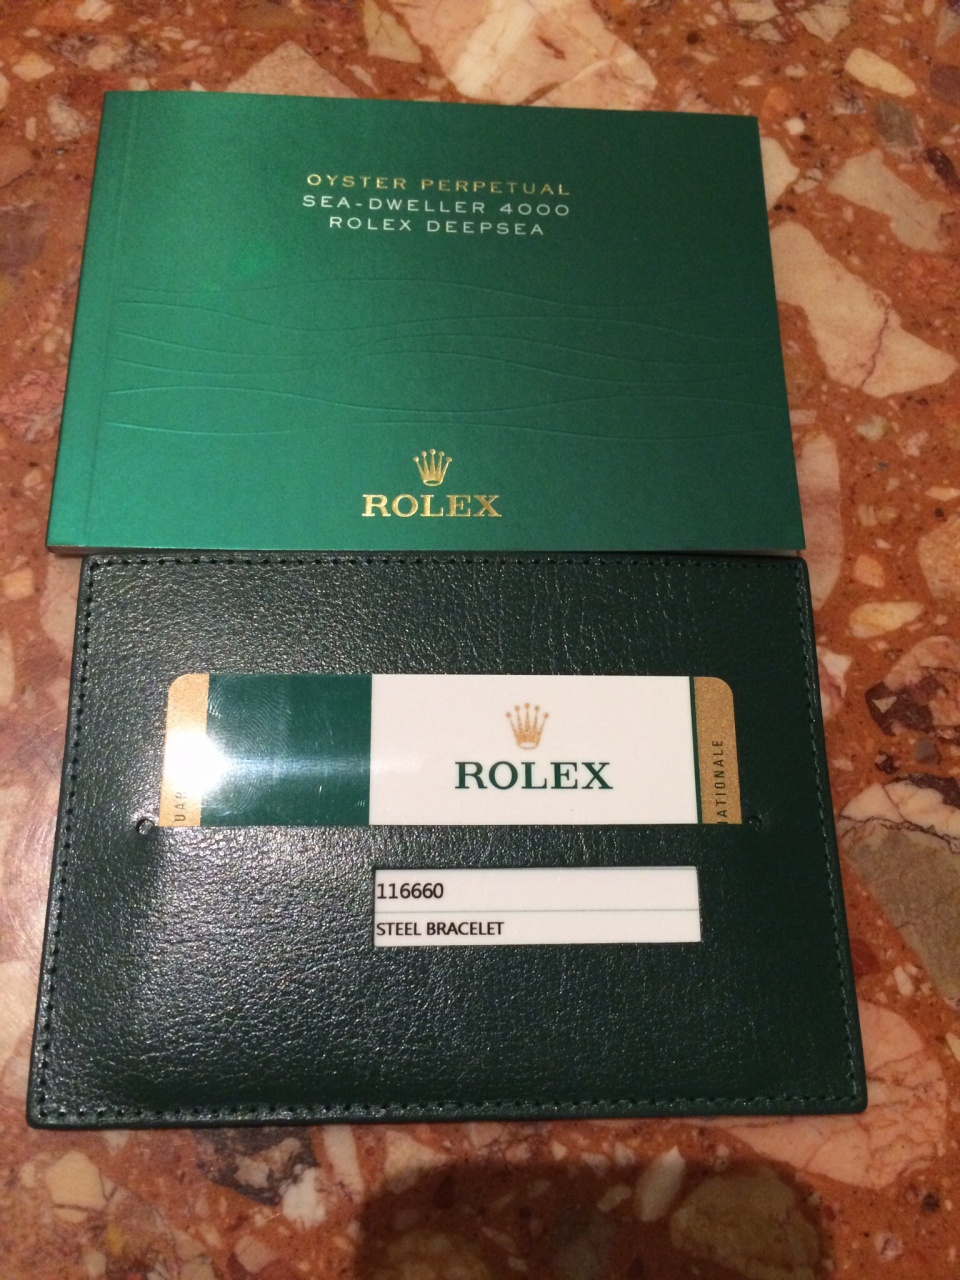 OYSTER PERPETUAL
SEA-DWELLER 4000
ROLEX DEEPSEA
ROLEX
ROLEX
116660
STEEL BRACELET